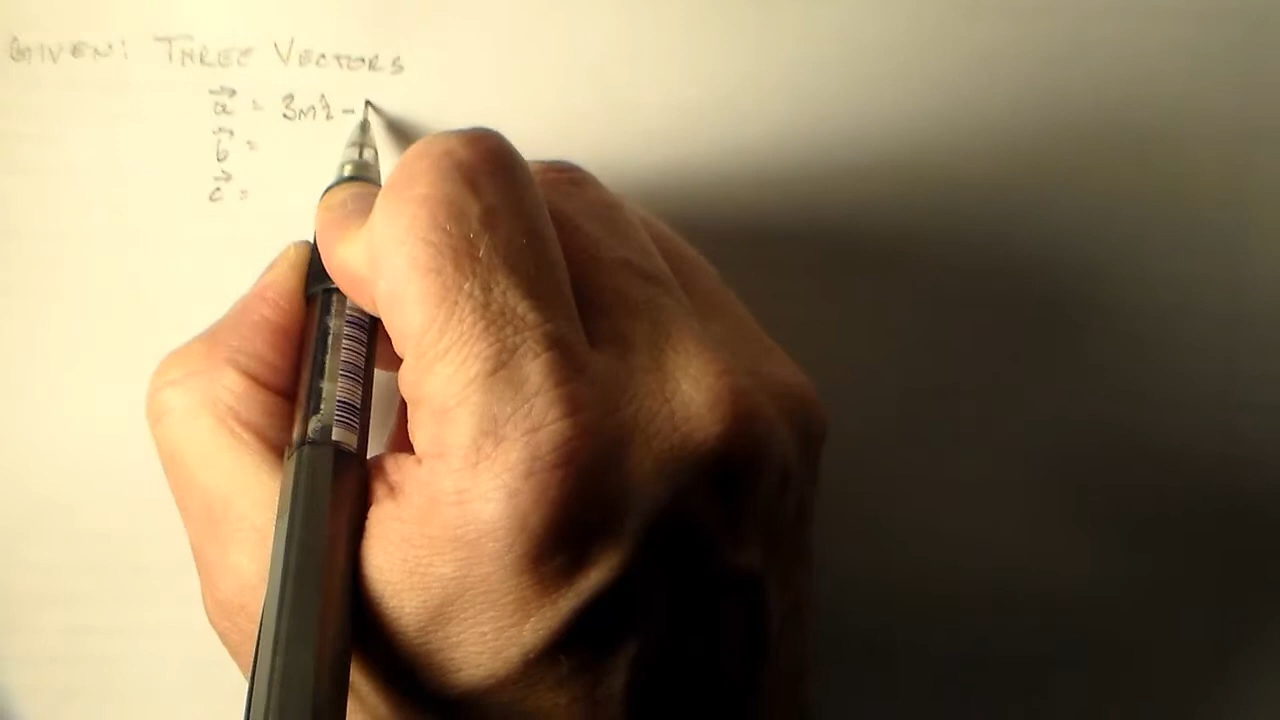 GIVEN: THREE VECTORS
a⃗ = 3m î -
b⃗ =
c⃗ =